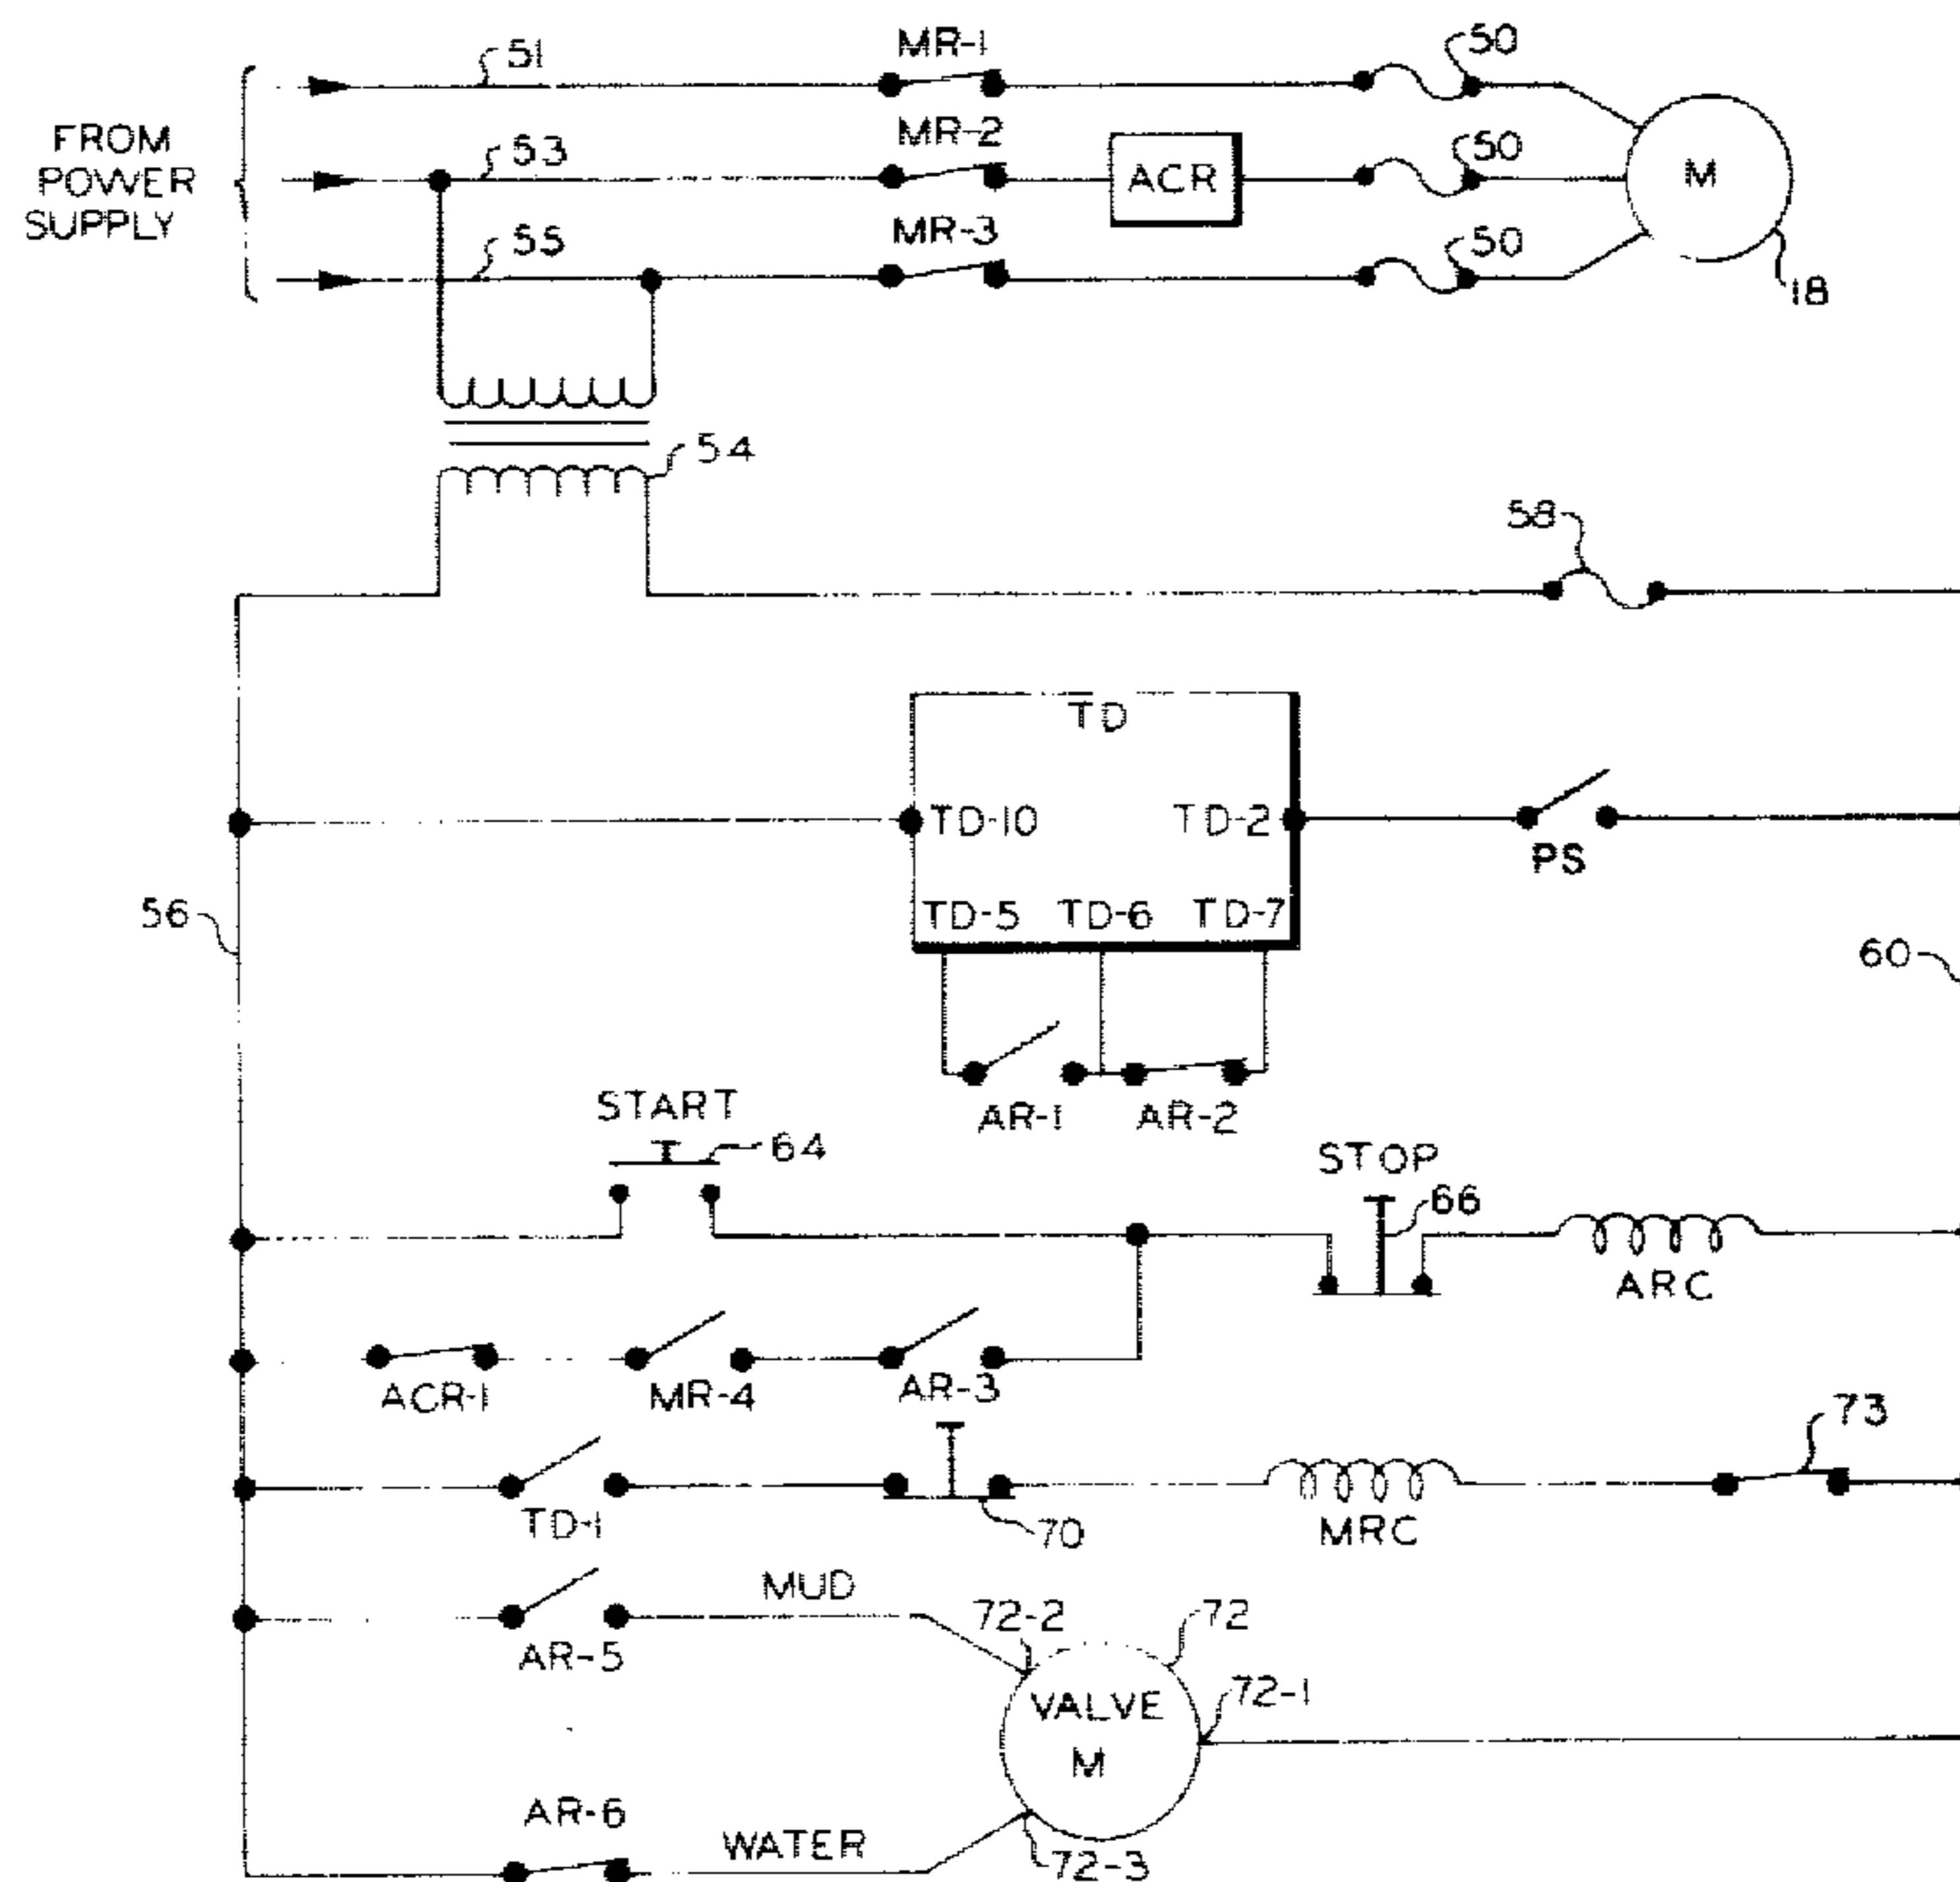 51
MR-1
50
FROM
POWER
SUPPLY
53
MR-2
ACR
50
M
55
MR-3
50
18
54
58
TD
TD-10
TD-2
PS
56
TD-5
TD-6
TD-7
60
AR-1
AR-2
START
64
STOP
66
ARC
ACR-1
MR-4
AR-3
73
TD-1
70
MRC
MUD
72-2
72
AR-5
VALVE
M
72-1
AR-6
WATER
72-3